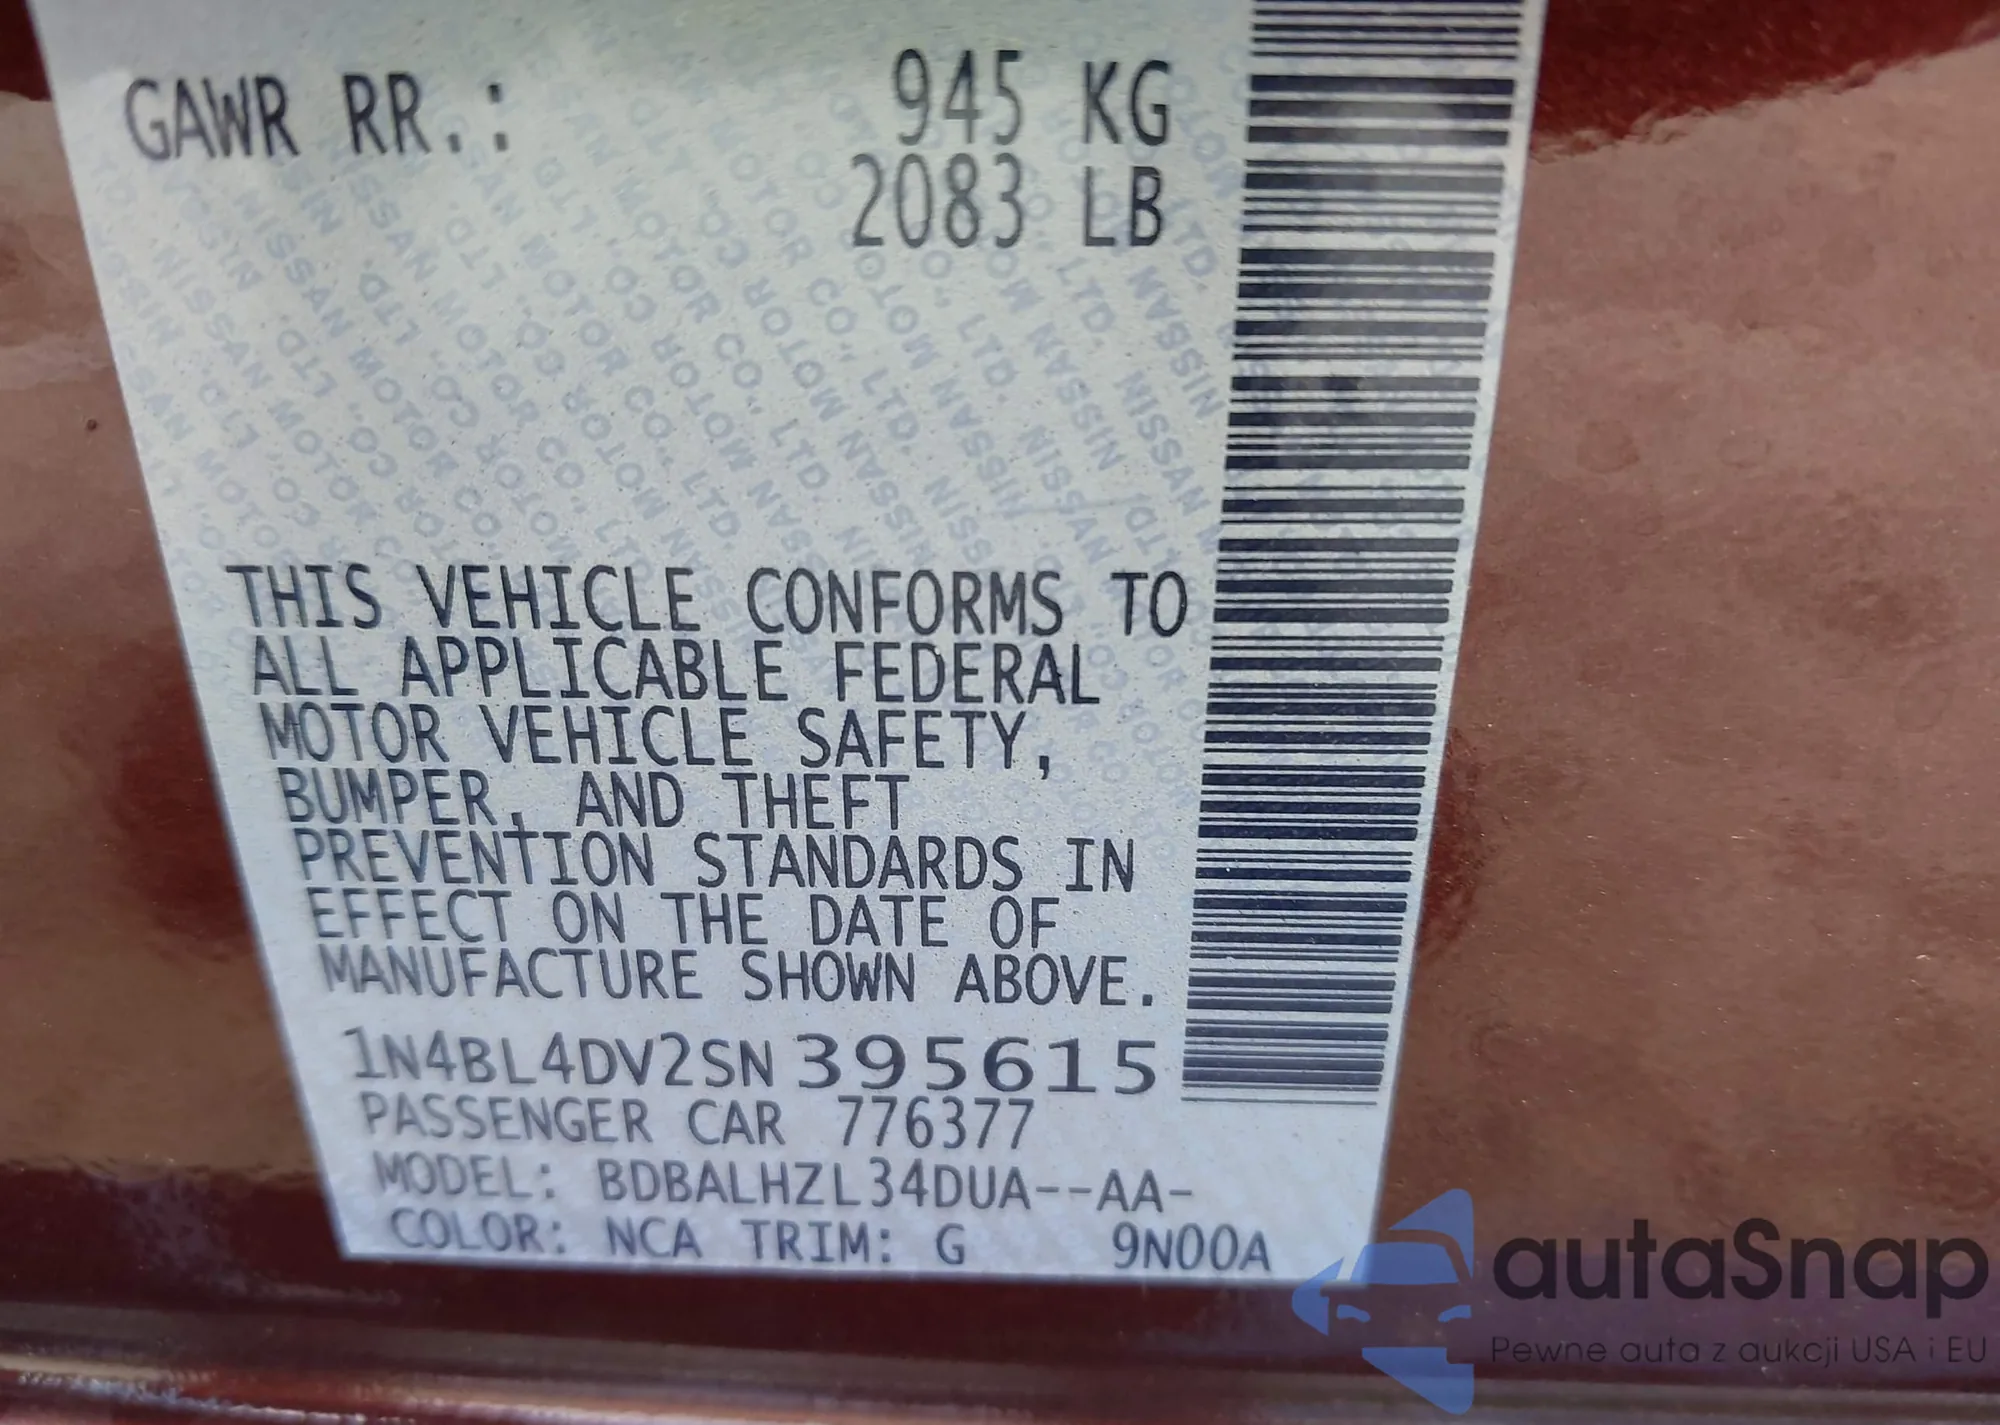 GAWR RR.: 945 KG
2083 LB
THIS VEHICLE CONFORMS TO
ALL APPLICABLE FEDERAL
MOTOR VEHICLE SAFETY,
BUMPER, AND THEFT
PREVENTION STANDARDS IN
EFFECT ON THE DATE OF
MANUFACTURE SHOWN ABOVE.
1N4BL4DV2SN395615
PASSENGER CAR 776377
MODEL: BDBALHZL34DUA--AA-
COLOR: NCA TRIM: G 9N00A
autaSnap
Pewne auta z aukcji USA i EU